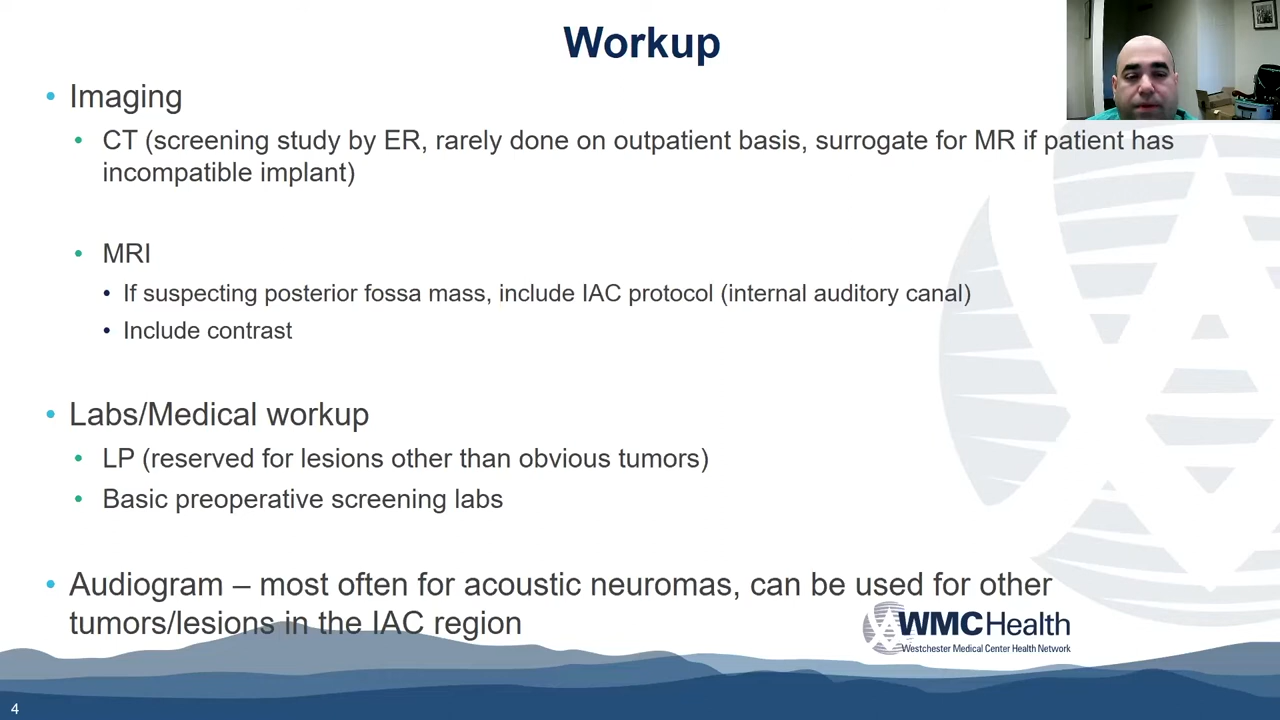 Workup
• Imaging
• CT (screening study by ER, rarely done on outpatient basis, surrogate for MR if patient has
incompatible implant)
• MRI
• If suspecting posterior fossa mass, include IAC protocol (internal auditory canal)
• Include contrast
• Labs/Medical workup
• LP (reserved for lesions other than obvious tumors)
• Basic preoperative screening labs
• Audiogram – most often for acoustic neuromas, can be used for other
tumors/lesions in the IAC region
WMCHealth
Westchester Medical Center Health Network
4